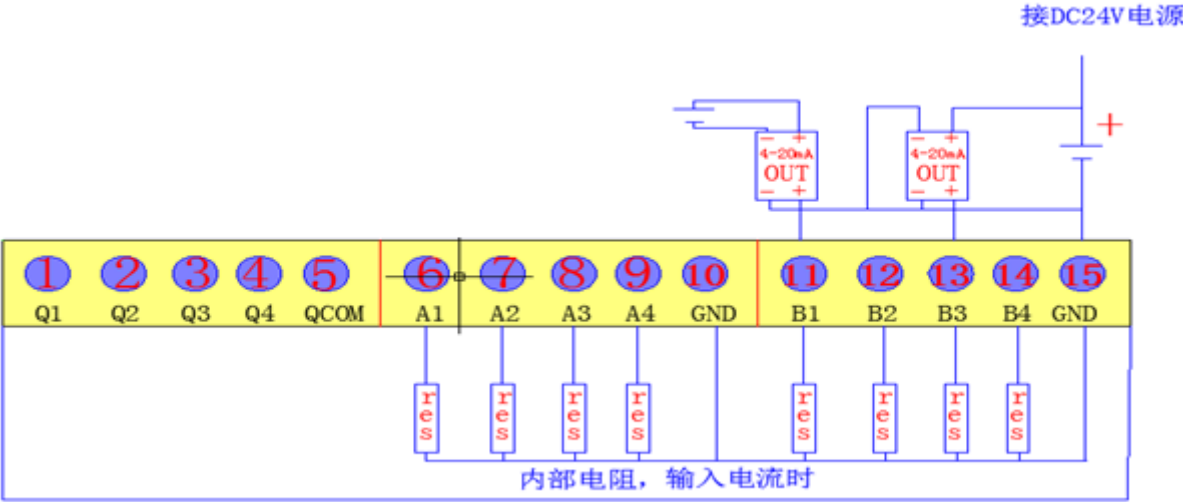 接DC24V电源
+
- +
4-20mA
OUT
- +
- +
4-20mA
OUT
- +
1 2 3 4 5 6 7 8 9 10 11 12 13 14 15
Q1 Q2 Q3 Q4 QCOM A1 A2 A3 A4 GND B1 B2 B3 B4 GND
res res res res res res res res
内部电阻，输入电流时